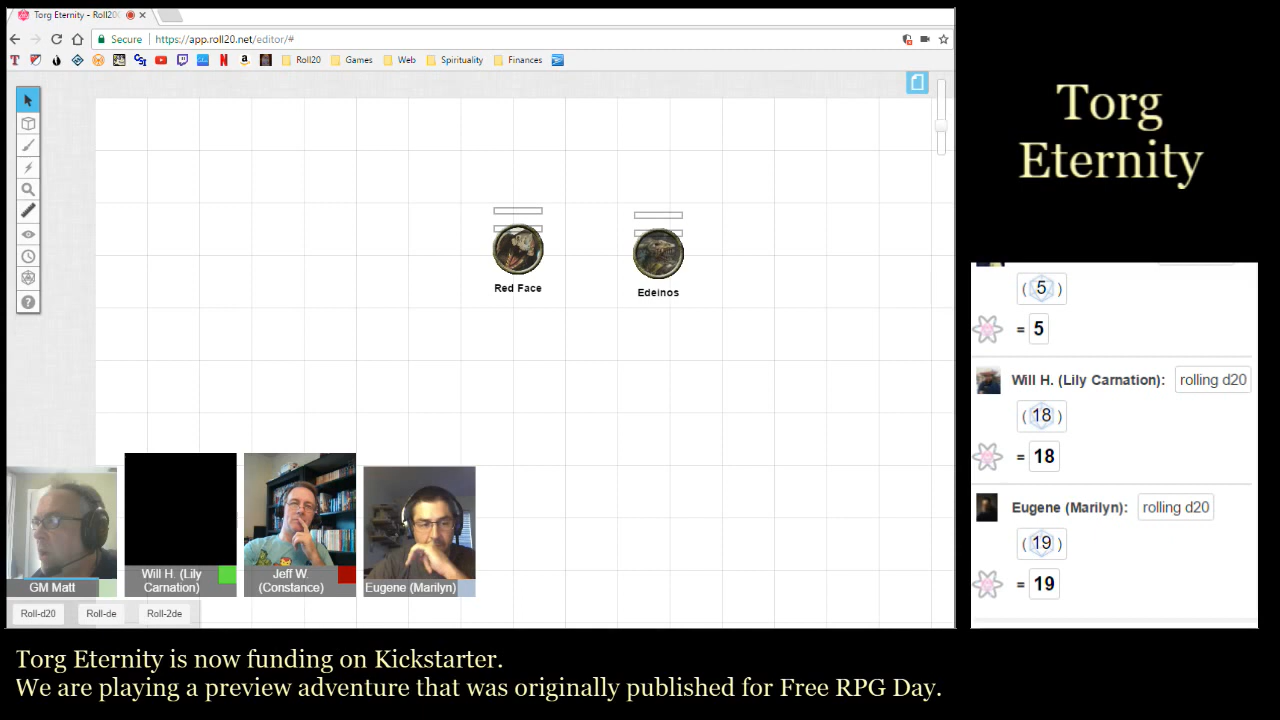 Torg Eternity - Roll20
Secure
https://app.roll20.net/editor/#
Roll20
Games
Web
Spirituality
Finances
Red Face
Edeinos
GM Matt
Will H. (Lily
Carnation)
Jeff W.
(Constance)
Eugene (Marilyn)
Roll-d20
Roll-de
Roll-2de
Torg
Eternity
(5)
= 5
Will H. (Lily Carnation): rolling d20
(18)
= 18
Eugene (Marilyn): rolling d20
(19)
= 19
Torg Eternity is now funding on Kickstarter.
We are playing a preview adventure that was originally published for Free RPG Day.